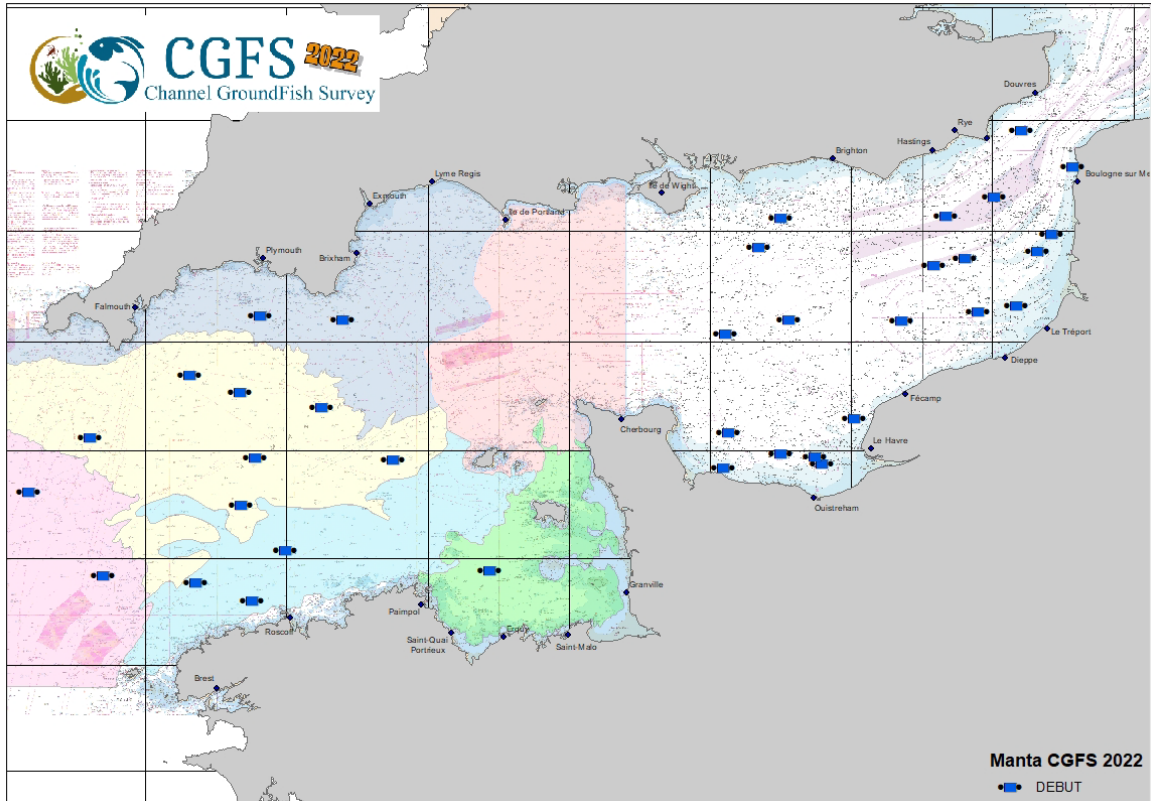 CGFS 2022
Channel GroundFish Survey
Douvres
Rye
Hastings
Brighton
Boulogne sur Me
Lyme Regis
Ile de Wight
Exmouth
Ile de Portland
Plymouth
Brixham
Falmouth
Le Tréport
Dieppe
Fécamp
Cherbourg
Le Havre
Ouistreham
Granville
Paimpol
Roscoff
Saint-Quai
Portrieux
Erquy
Saint-Malo
Brest
Manta CGFS 2022
DEBUT